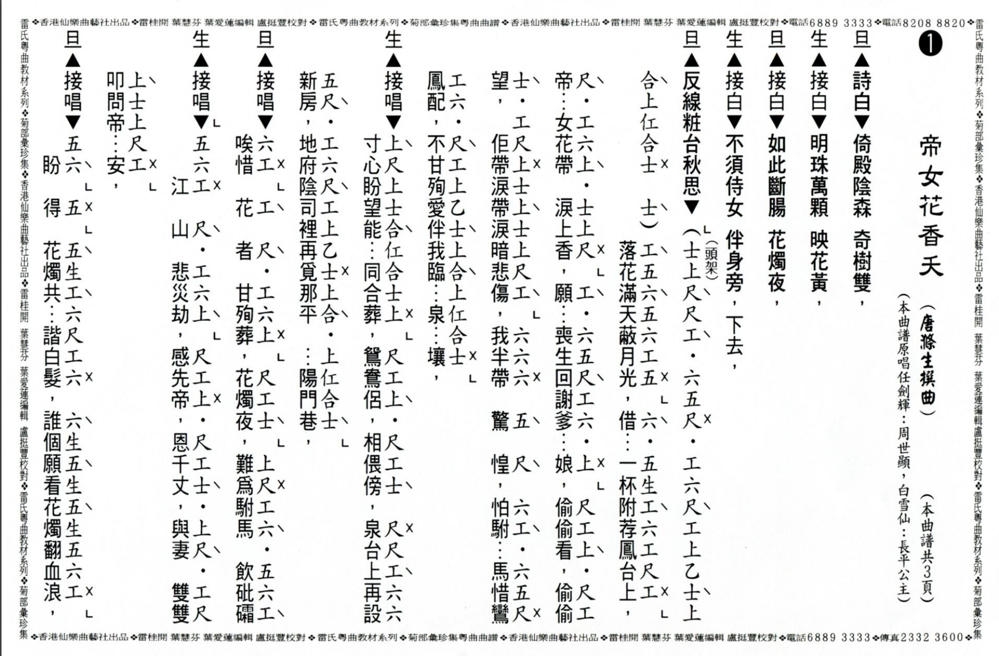 ❖香港仙樂曲藝社出品❖雷桂開 葉慧芬 葉愛蓮編輯 盧挺豐校對❖雷氏粵曲教材系列❖菊部彙珍集粵曲曲譜❖香港仙樂曲藝社出品❖雷桂開 葉慧芬 葉愛蓮編輯 盧挺豐校對❖電話6889 3333❖電話8208 8820❖
雷氏粵曲教材系列❖菊部彙珍集❖香港仙樂曲藝社出品❖雷桂開 葉慧芬 葉愛蓮編輯盧挺豐校對❖雷氏粵曲教材系列❖菊部彙珍集
❶ 帝女花香夭 (唐滌生撰曲) (本曲譜共3頁)
(本曲譜原唱任劍輝：周世顯，白雪仙：長平公主)
旦▲詩白▼倚殿陰森 奇樹雙，
生▲接白▼明珠萬顆 映花黃，
旦▲接白▼如此斷腸 花燭夜，
生▲接白▼不須侍女 伴身旁，下去，
旦▲反線粧台秋思▼└(頭架)
(士上尺㇔尺工㇔•六五尺x•工六尺㇔工上乙士㇔上
合㇔上仜合士x士㇔)工㇔五六㇔五六工五x└六㇔•五生工㇔六工尺工x└
落花滿天蔽月光，借…一杯附荐鳳台上，
尺㇔•工六上㇔•士上尺x└工㇔•六五尺㇔工六•上x└尺工上㇔•尺工
帝…女花帶淚上香，願…喪生回謝爹…娘，偷偷看，偷偷
士㇔•工尺上x士上㇔士上尺工㇔└六六六x五㇔尺㇔六工㇔•六五尺x
望，佢帶淚帶淚暗悲傷，我半帶驚惶，怕駙…馬惜鸞
工六•尺㇔工上乙士㇔上合㇔上仜合士x└
鳳配，不甘殉愛伴我臨…泉…壤，
生▲接唱▼上㇔尺上士合㇔仜合士上x└尺工上㇔•尺工士㇔尺x尺工㇔六六
寸心盼望能…同合葬，鴛鴦侶，相偎傍，泉台上再設
五尺㇔•工六尺㇔工上乙士x上合㇔•上仜合士㇔└
新房，地府陰司裡再覓那平…陽門巷，
旦▲接唱▼六工x└工㇔尺㇔•工六上x└尺工士㇔└上尺x工六㇔•五六工㇔
唉惜花者甘殉葬，花燭夜，難爲駙馬飲砒礵
生▲接唱▼└五六工x尺㇔•工六上㇔└尺工上x•尺工士㇔•上尺㇔•工尺
江山悲災劫，感先帝，恩千丈，與妻雙雙
上㇔士上尺工x└
叩問帝…安，
旦▲接唱▼五六㇔└五x└五㇔生工㇔六尺工六x六㇔生五㇔生五㇔生五六工x└
盼得花燭共…諧白髮，誰個願看花燭翻血浪，
雷氏粵曲教材系列❖菊部彙珍集❖香港仙樂曲藝社出品❖雷桂開 葉慧芬 葉愛蓮編輯 盧挺豐校對❖雷氏粵曲教材系列❖菊部彙珍集
❖香港仙樂曲藝社出品❖雷桂開 葉慧芬 葉愛蓮編輯 盧挺豐校對❖雷氏粵曲教材系列❖菊部彙珍集粵曲曲譜❖香港仙樂曲藝社出品❖雷桂開 葉慧芬 葉愛蓮編輯 盧挺豐校對❖電話6889 3333❖傳真2332 3600❖